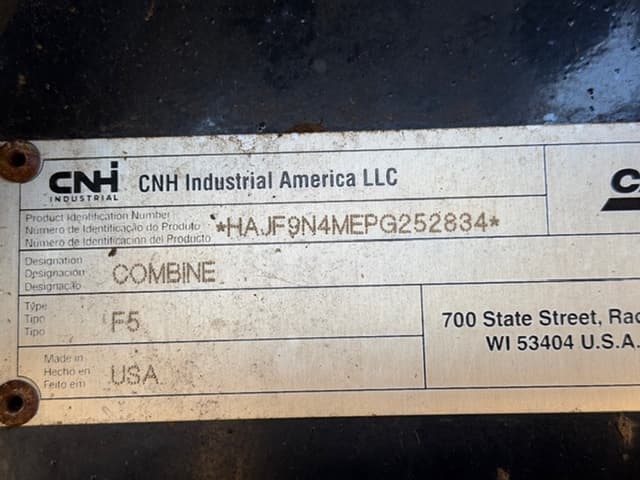 CNH
INDUSTRIAL
CNH Industrial America LLC
C
Product Identification Number
Número de Identificación do Produto
Número de Identificación del Producto
*HAJF9N4MEPG252834*
Designation
Designación
Designação
COMBINE
Type
Tipo
Tipo
F5
700 State Street, Rac
WI 53404 U.S.A.
Made in
Hecho en
Feito em
USA